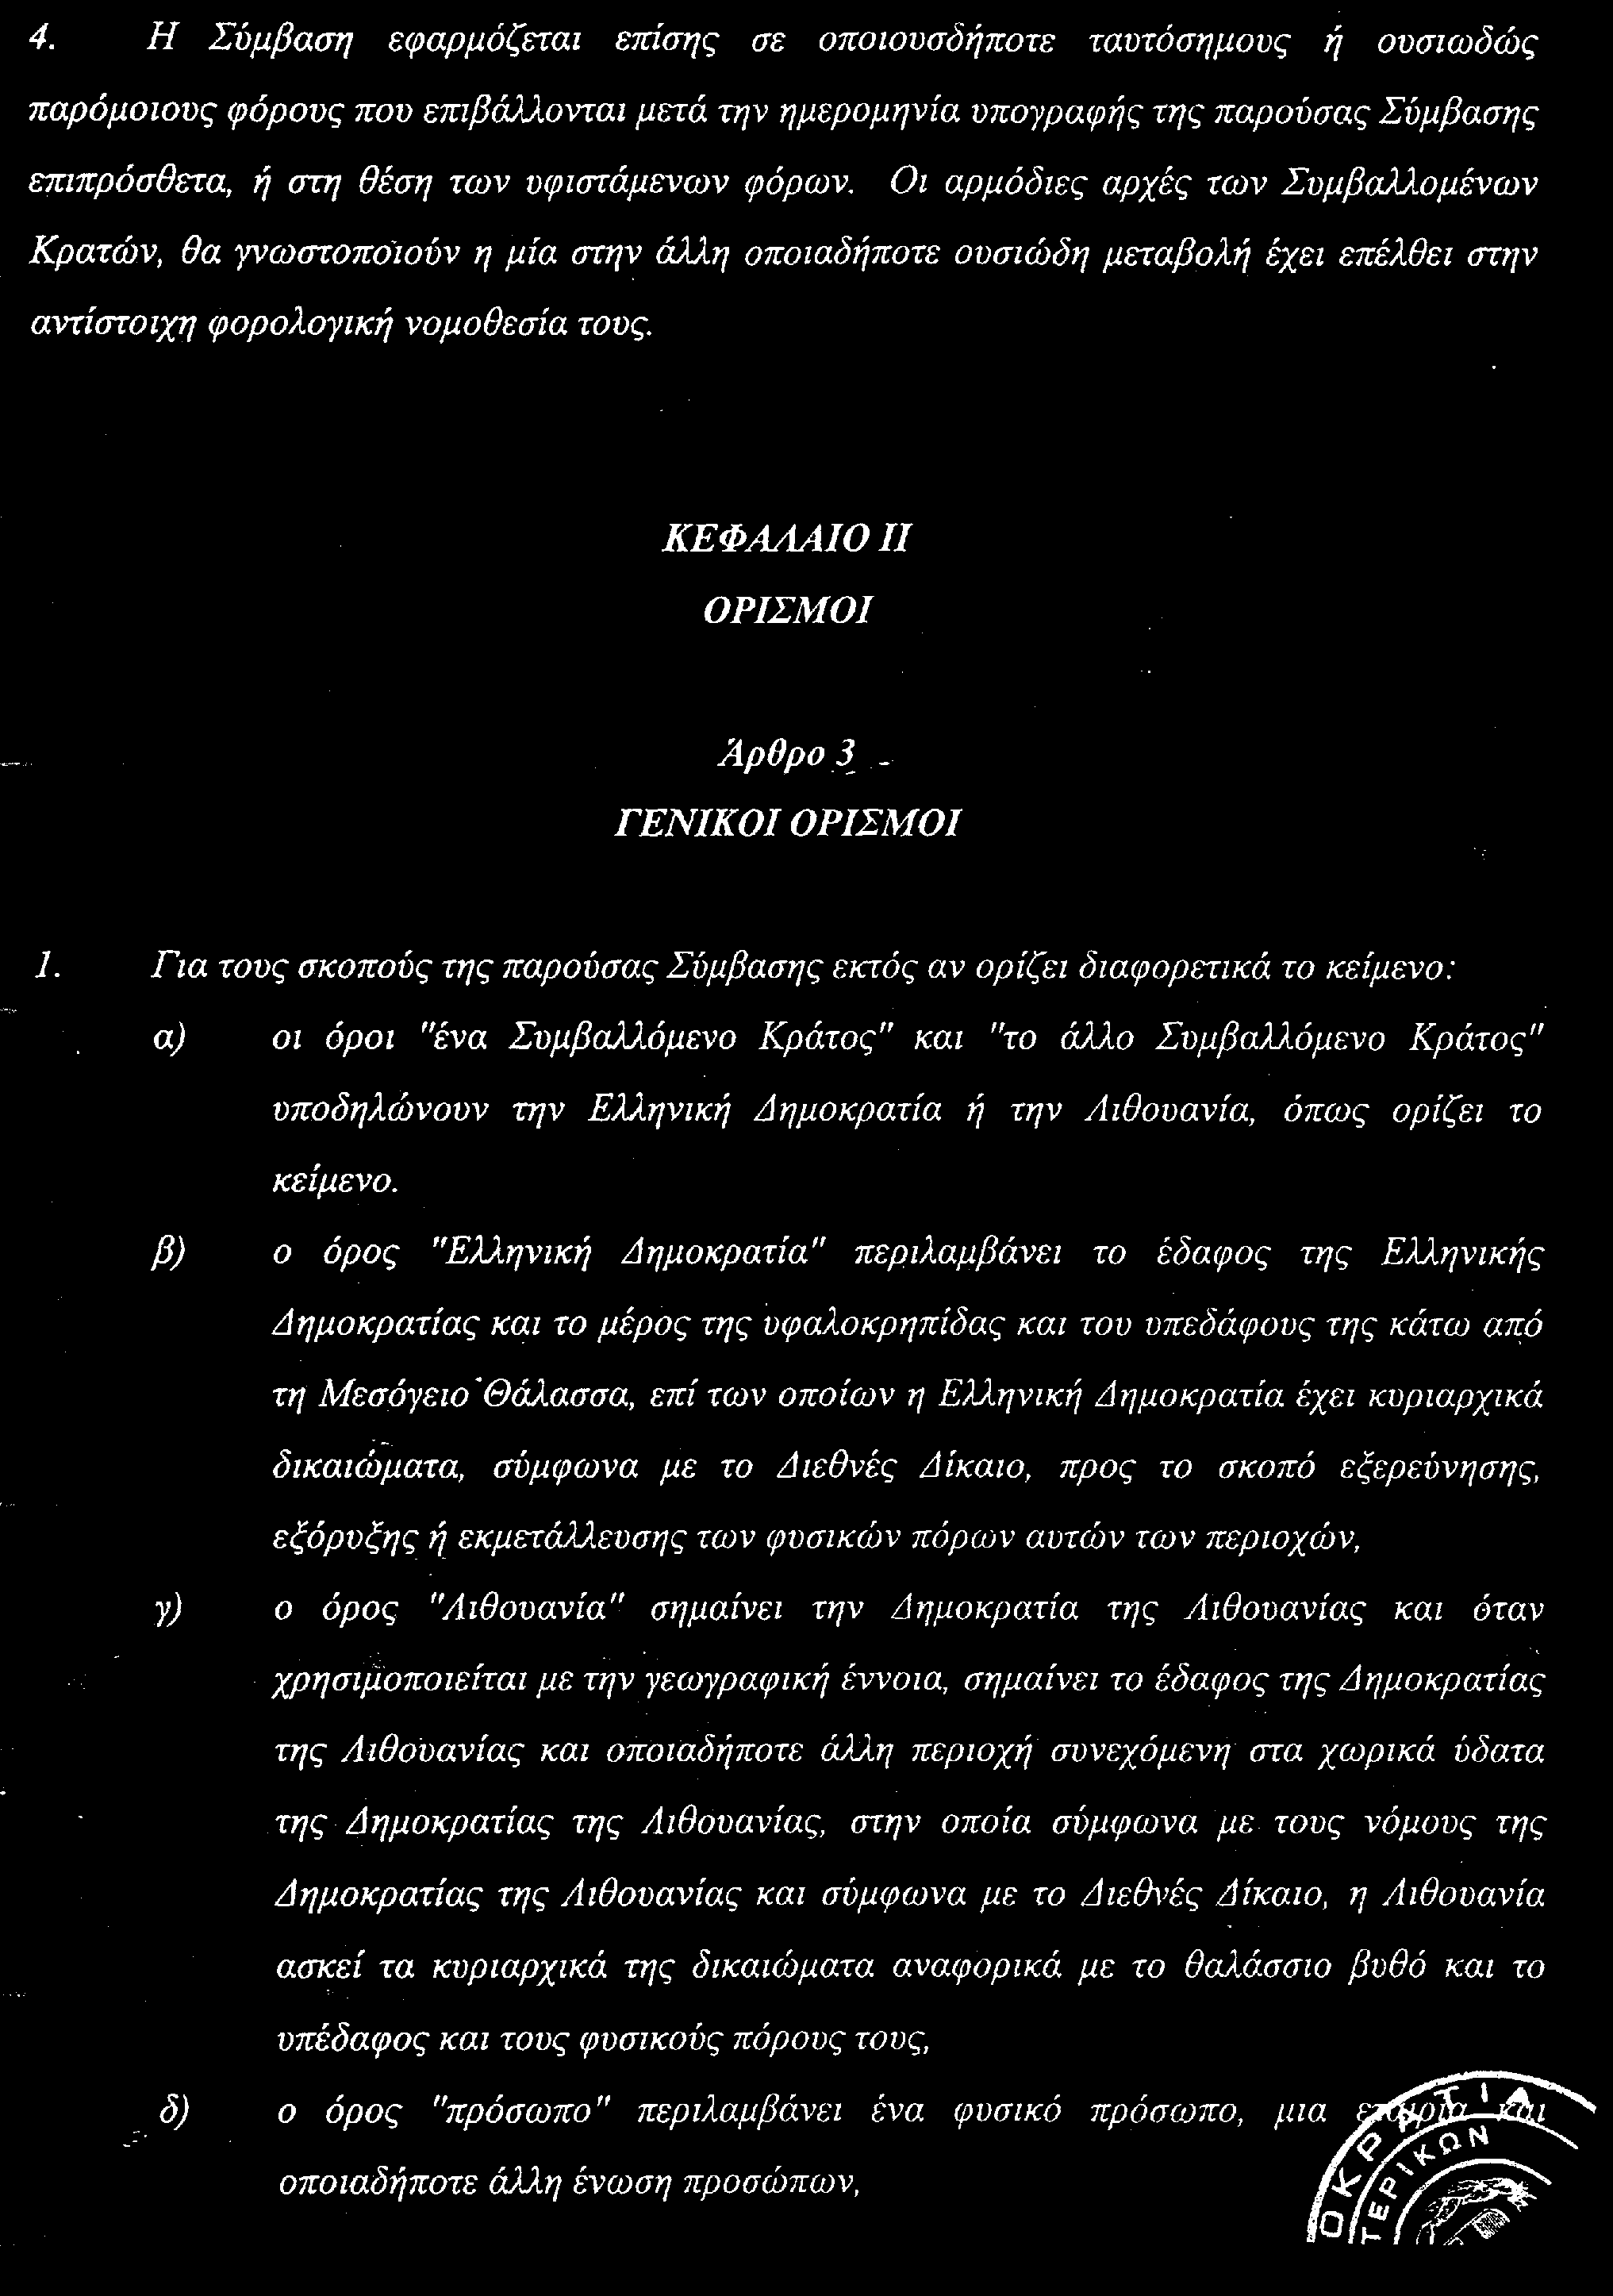 4. Η Σύμβαση εφαρμόζεται επίσης σε οποιουσδήποτε ταυτόσημους ή ουσιωδώς
παρόμοιους φόρους που επιβάλλονται μετά την ημερομηνία υπογραφής της παρούσας Σύμβασης
επιπρόσθετα, ή στη θέση των υφιστάμενων φόρων. Οι αρμόδιες αρχές των Συμβαλλομένων
Κρατών, θα γνωστοποιούν η μία στην άλλη οποιαδήποτε ουσιώδη μεταβολή έχει επέλθει στην
αντίστοιχη φορολογική νομοθεσία τους.
ΚΕΦΑΛΑΙΟ ΙΙ
ΟΡΙΣΜΟΙ
Άρθρο 3
ΓΕΝΙΚΟΙ ΟΡΙΣΜΟΙ
1. Για τους σκοπούς της παρούσας Σύμβασης εκτός αν ορίζει διαφορετικά το κείμενο:
α) οι όροι "ένα Συμβαλλόμενο Κράτος" και "το άλλο Συμβαλλόμενο Κράτος"
υποδηλώνουν την Ελληνική Δημοκρατία ή την Λιθουανία, όπως ορίζει το
κείμενο.
β) ο όρος "Ελληνική Δημοκρατία" περιλαμβάνει το έδαφος της Ελληνικής
Δημοκρατίας και το μέρος της υφαλοκρηπίδας και του υπεδάφους της κάτω από
τη Μεσόγειο Θάλασσα, επί των οποίων η Ελληνική Δημοκρατία έχει κυριαρχικά
δικαιώματα, σύμφωνα με το Διεθνές Δίκαιο, προς το σκοπό εξερεύνησης,
εξόρυξης ή εκμετάλλευσης των φυσικών πόρων αυτών των περιοχών,
γ) ο όρος "Λιθουανία" σημαίνει την Δημοκρατία της Λιθουανίας και όταν
χρησιμοποιείται με την γεωγραφική έννοια, σημαίνει το έδαφος της Δημοκρατίας
της Λιθουανίας και οποιαδήποτε άλλη περιοχή συνεχόμενη στα χωρικά ύδατα
της Δημοκρατίας της Λιθουανίας, στην οποία σύμφωνα με τους νόμους της
Δημοκρατίας της Λιθουανίας και σύμφωνα με το Διεθνές Δίκαιο, η Λιθουανία
ασκεί τα κυριαρχικά της δικαιώματα αναφορικά με το θαλάσσιο βυθό και το
υπέδαφος και τους φυσικούς πόρους τους,
δ) ο όρος "πρόσωπο" περιλαμβάνει ένα φυσικό πρόσωπο, μια εταιρία και
οποιαδήποτε άλλη ένωση προσώπων,
ΟΚΡΑΤΙΑ
ΤΕΡΙΚΩΝ